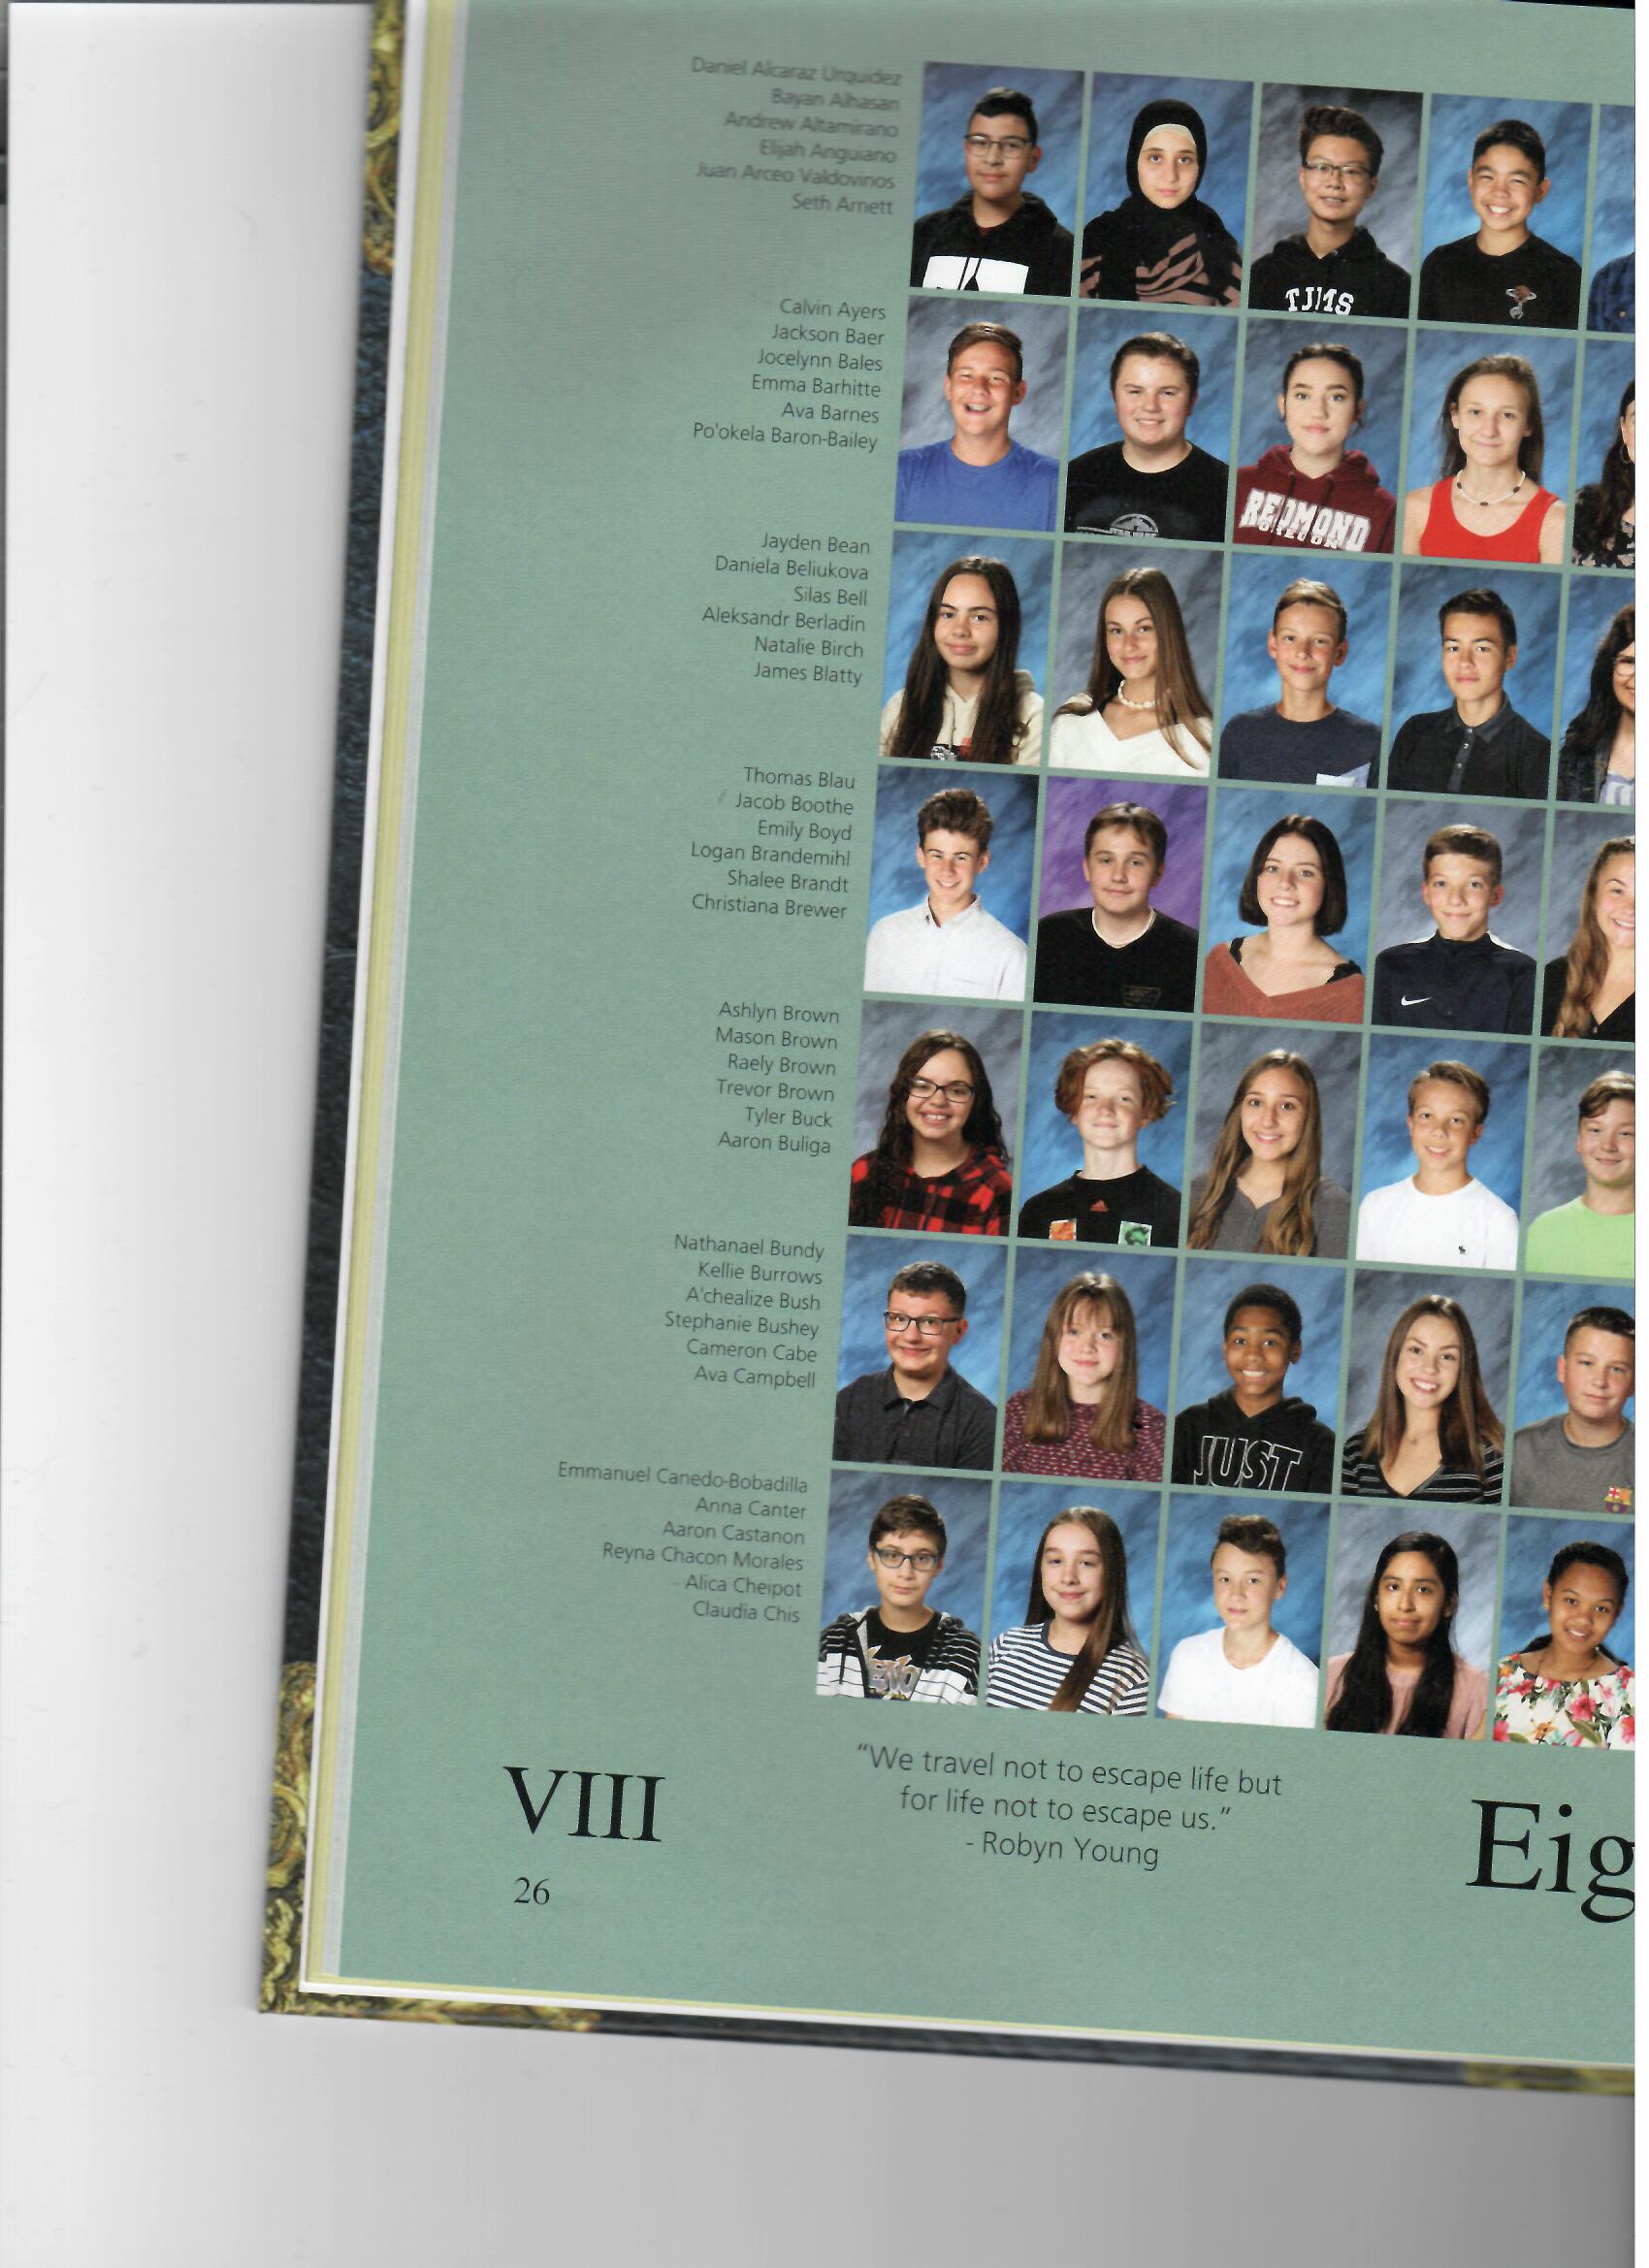 Daniel Alcaraz Urquidez
Bayan Alhasan
Andrew Altamirano
Elijah Anguiano
Juan Arceo Valdovinos
Seth Arnett
TJMS
Calvin Ayers
Jackson Baer
Jocelynn Bales
Emma Barhitte
Ava Barnes
Po'okela Baron-Bailey
REDMOND
OREGON
Jayden Bean
Daniela Beliukova
Silas Bell
Aleksandr Berladin
Natalie Birch
James Blatty
Thomas Blau
Jacob Boothe
Emily Boyd
Logan Brandemihl
Shalee Brandt
Christiana Brewer
Ashlyn Brown
Mason Brown
Raely Brown
Trevor Brown
Tyler Buck
Aaron Buliga
Nathanael Bundy
Kellie Burrows
A'chealize Bush
Stephanie Bushey
Cameron Cabe
Ava Campbell
JUST
Emmanuel Canedo-Bobadilla
Anna Canter
Aaron Castanon
Reyna Chacon Morales
Alica Cheipot
Claudia Chis
"We travel not to escape life but
for life not to escape us."
- Robyn Young
VIII
26
Eig